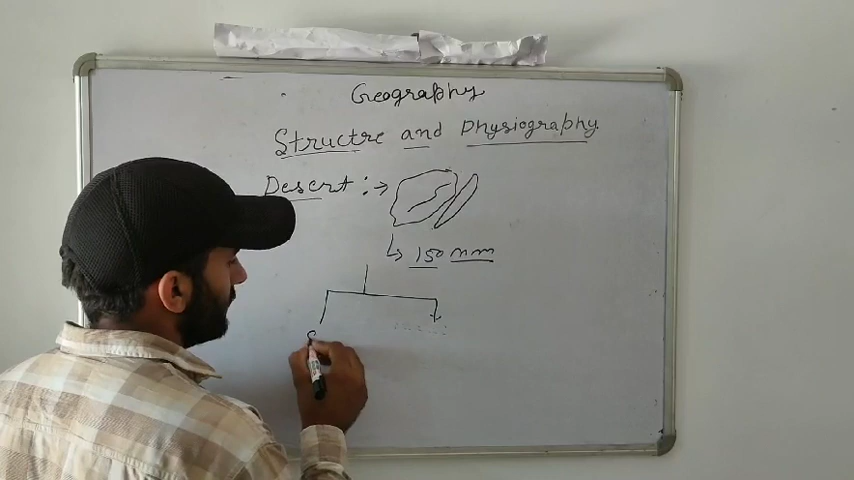 Geography
Structre and Physiography
Desert :→
↳ 150 mm